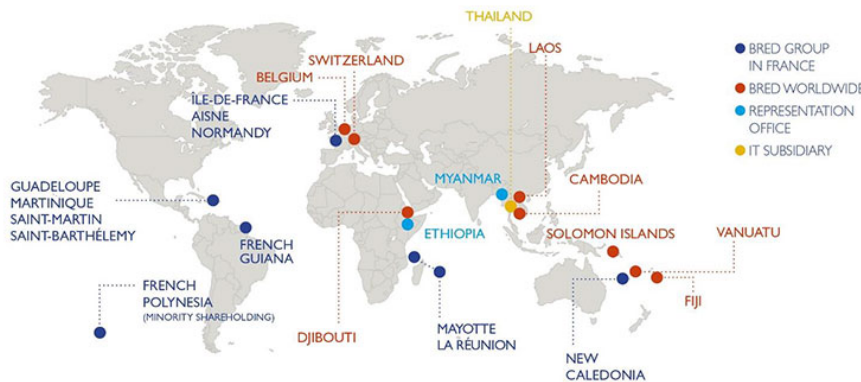 THAILAND
LAOS
SWITZERLAND
BELGIUM
ÎLE-DE-FRANCE
AISNE
NORMANDY
BRED GROUP
IN FRANCE
BRED WORLDWIDE
REPRESENTATION
OFFICE
IT SUBSIDIARY
GUADELOUPE
MARTINIQUE
SAINT-MARTIN
SAINT-BARTHÉLEMY
MYANMAR
CAMBODIA
ETHIOPIA
SOLOMON ISLANDS
VANUATU
FRENCH
GUIANA
FRENCH
POLYNESIA
(MINORITY SHAREHOLDING)
DJIBOUTI
MAYOTTE
LA RÉUNION
FIJI
NEW
CALEDONIA